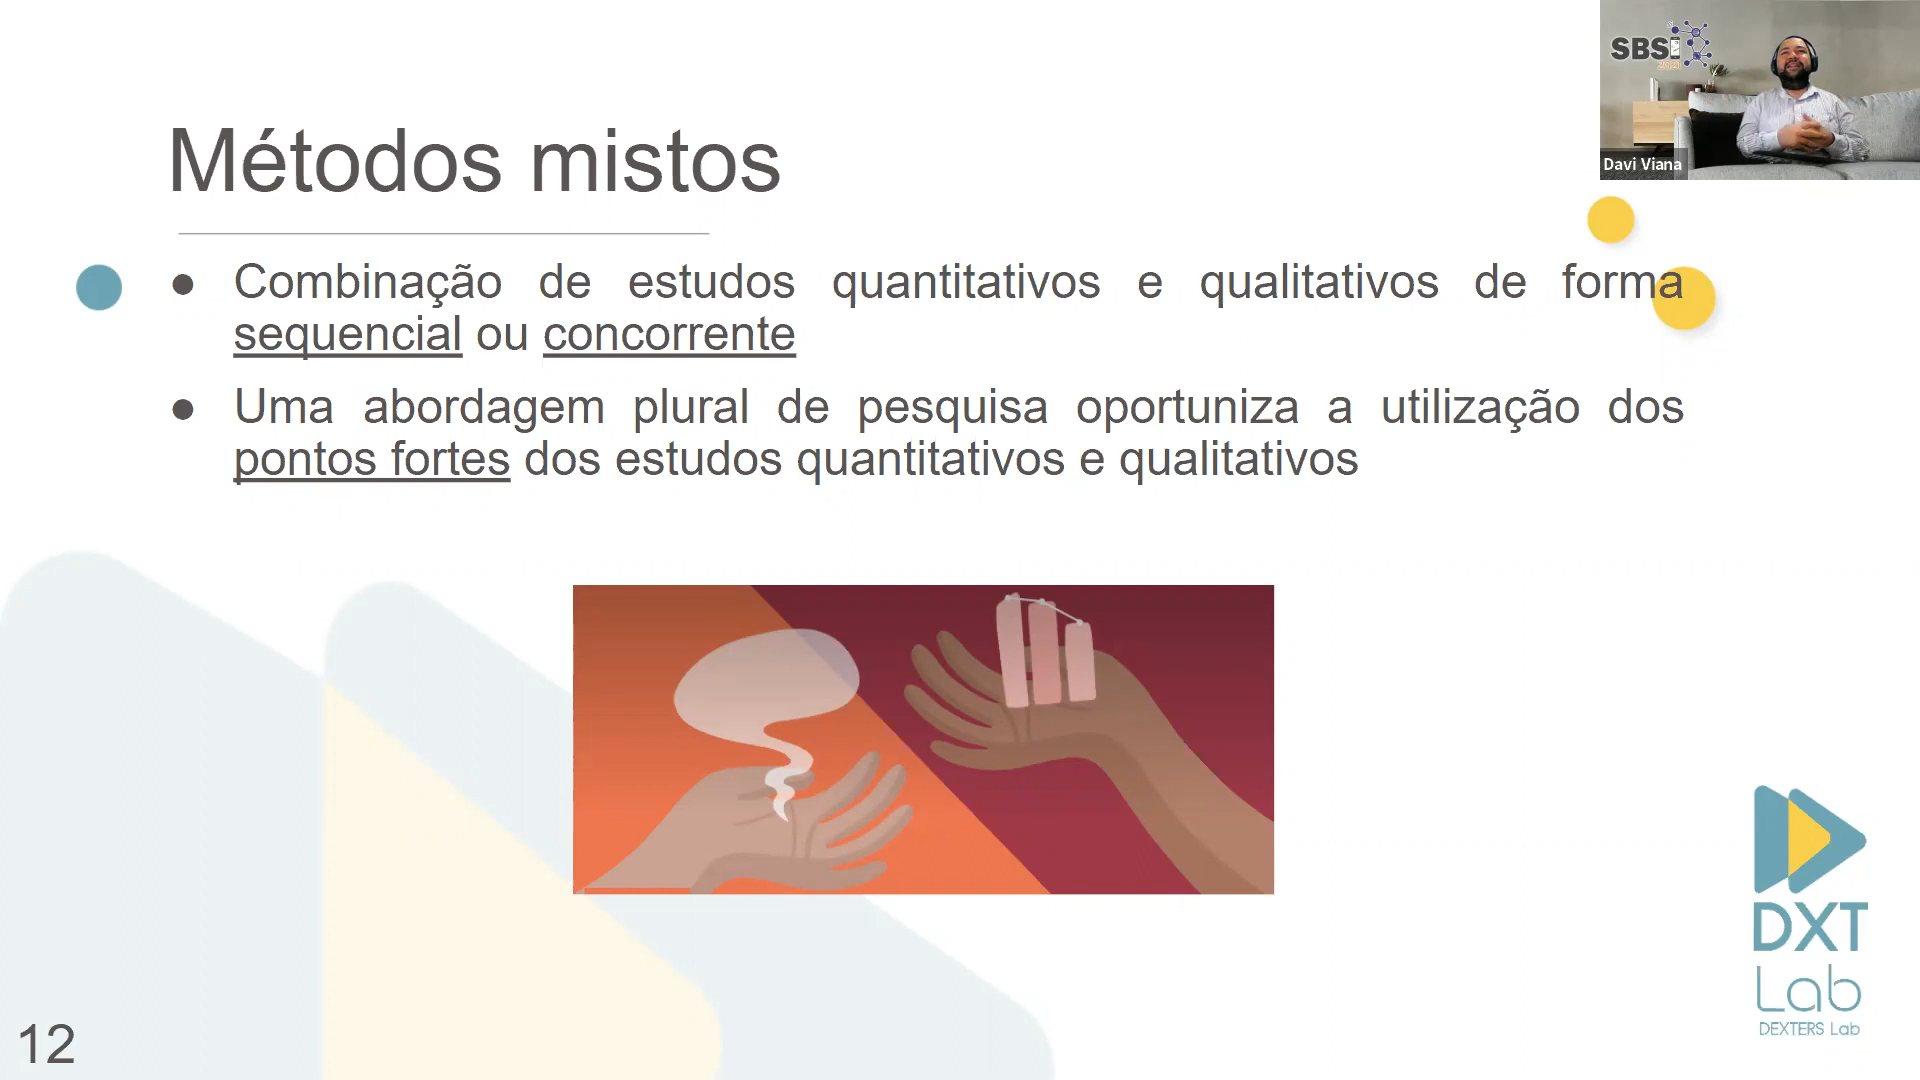 SBSI
Davi Viana
Métodos mistos
● Combinação de estudos quantitativos e qualitativos de forma
sequencial ou concorrente
● Uma abordagem plural de pesquisa oportuniza a utilização dos
pontos fortes dos estudos quantitativos e qualitativos
DXT
Lab
DEXTERS Lab
12